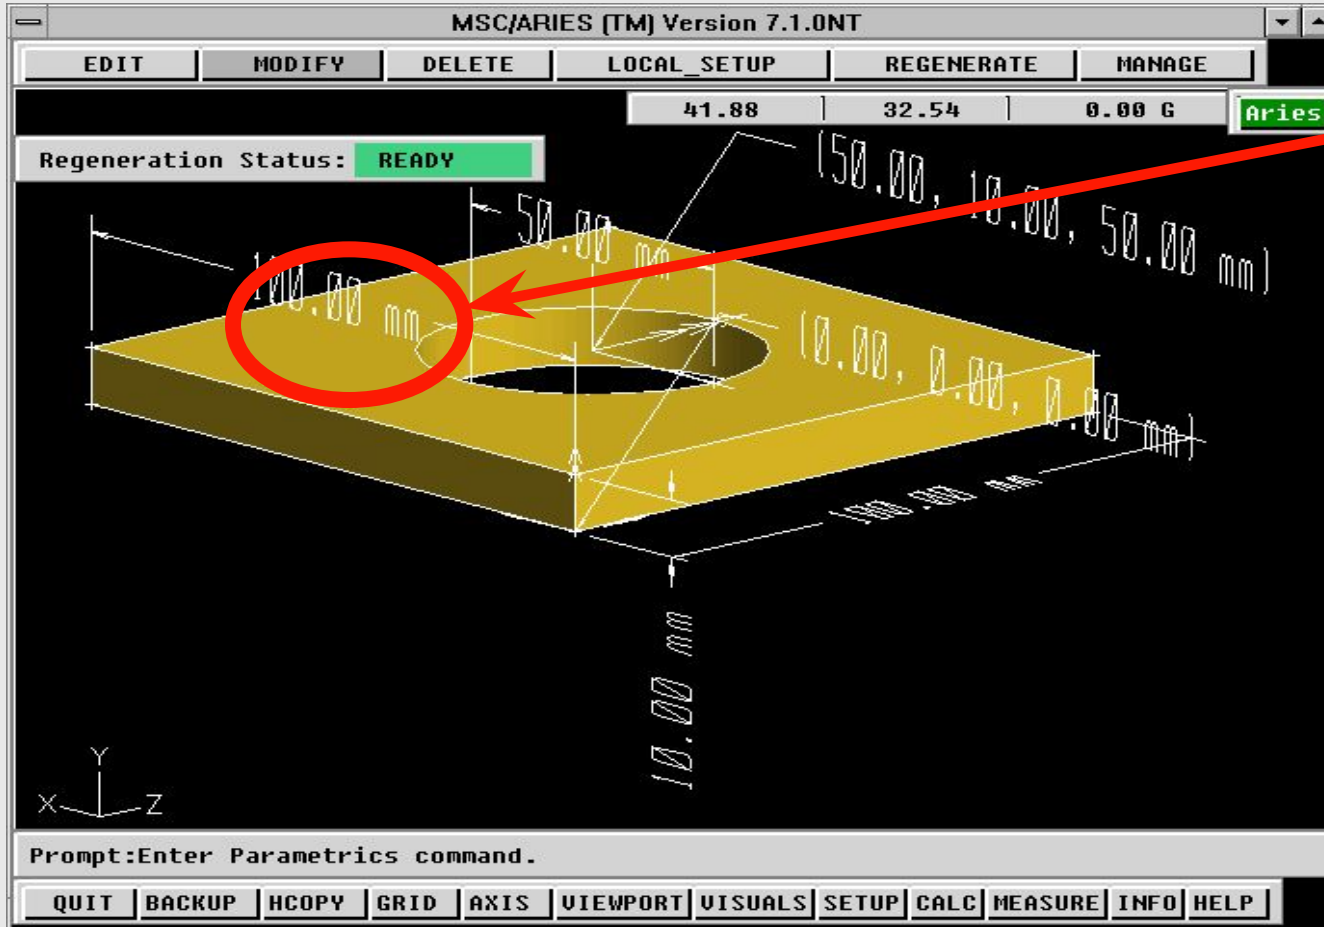 MSC/ARIES (TM) Version 7.1.0NT
EDIT MODIFY DELETE LOCAL_SETUP REGENERATE MANAGE
41.88 32.54 0.00 G Aries
Regeneration Status: READY
(50.00, 10.00, 50.00 mm)
50.00 mm
100.00 mm
(0.00, 0.00, 0.00 mm)
100.00 mm
10.00 mm
Y
X Z
Prompt:Enter Parametrics command.
QUIT BACKUP HCOPY GRID AXIS VIEWPORT VISUALS SETUP CALC MEASURE INFO HELP